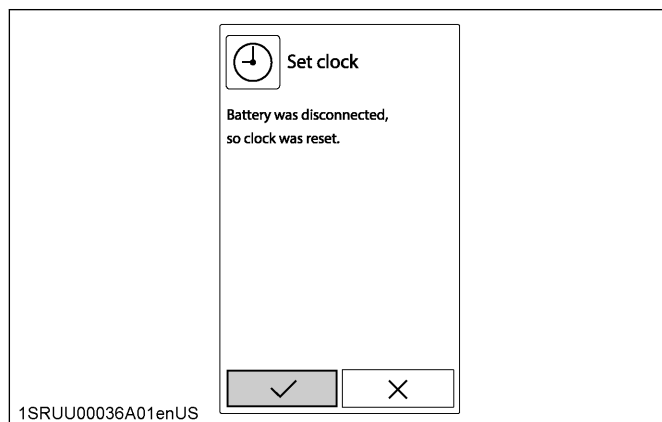 Set clock
Battery was disconnected,
so clock was reset.
1SRUU00036A01enUS